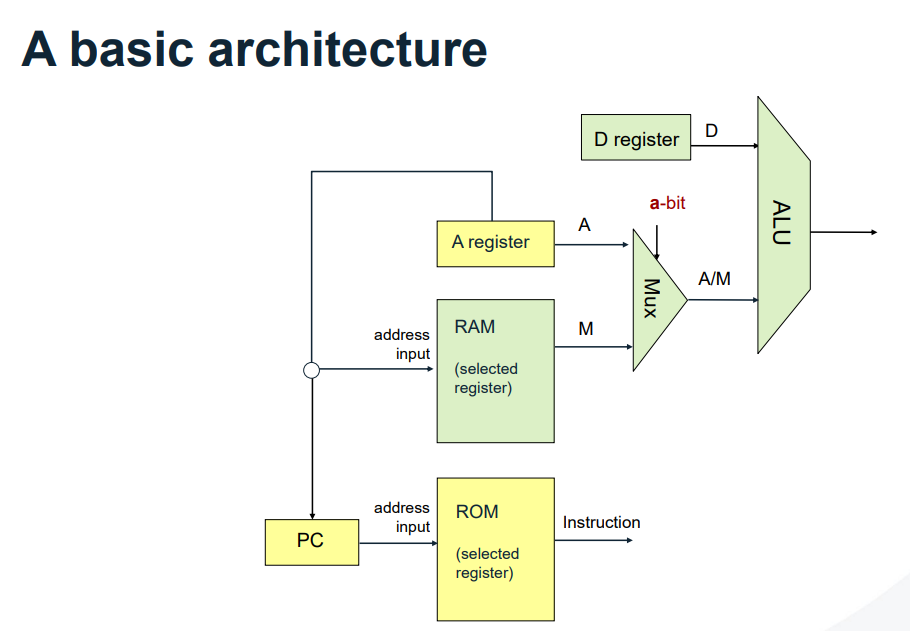 A basic architecture
D register
D
ALU
a-bit
A register
A
Mux
A/M
address
input
RAM
(selected
register)
M
PC
address
input
ROM
(selected
register)
Instruction